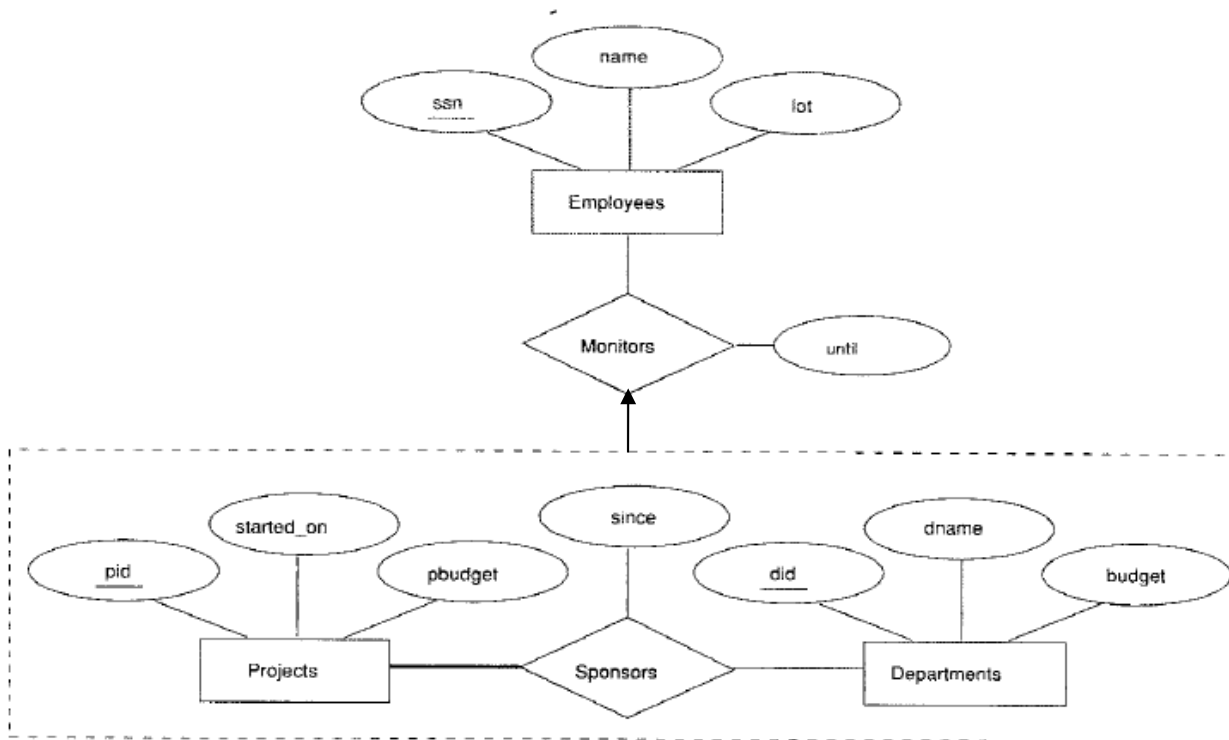 name
ssn
lot
Employees
Monitors
until
since
started_on
dname
pid
pbudget
did
budget
Projects
Sponsors
Departments